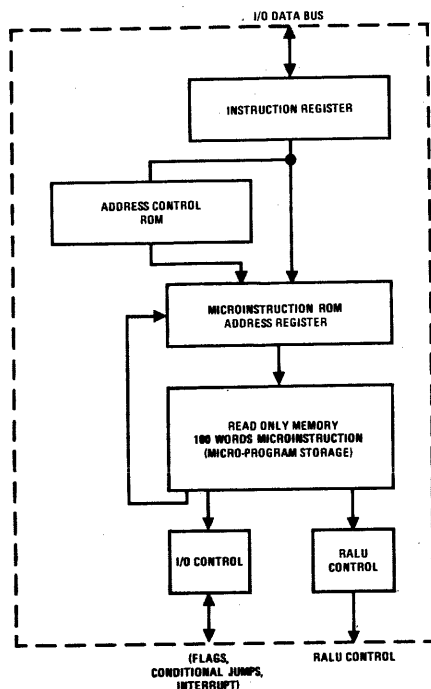 I/O DATA BUS
INSTRUCTION REGISTER
ADDRESS CONTROL
ROM
MICROINSTRUCTION ROM
ADDRESS REGISTER
READ ONLY MEMORY
100 WORDS MICROINSTRUCTION
(MICRO-PROGRAM STORAGE)
I/O CONTROL
RALU
CONTROL
(FLAGS,
CONDITIONAL JUMPS,
INTERRUPT)
RALU CONTROL